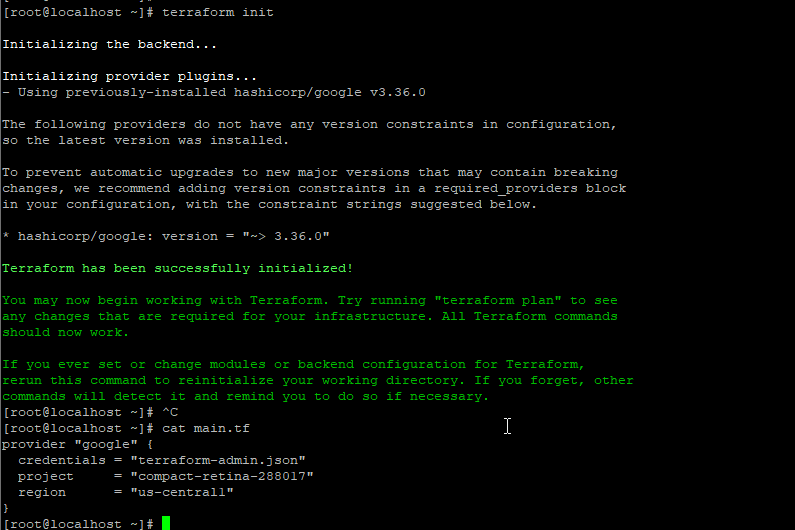 [root@localhost ~]# terraform init
Initializing the backend...
Initializing provider plugins...
- Using previously-installed hashicorp/google v3.36.0
The following providers do not have any version constraints in configuration,
so the latest version was installed.
To prevent automatic upgrades to new major versions that may contain breaking
changes, we recommend adding version constraints in a required_providers block
in your configuration, with the constraint strings suggested below.
* hashicorp/google: version = "~> 3.36.0"
Terraform has been successfully initialized!
You may now begin working with Terraform. Try running "terraform plan" to see
any changes that are required for your infrastructure. All Terraform commands
should now work.
If you ever set or change modules or backend configuration for Terraform,
rerun this command to reinitialize your working directory. If you forget, other
commands will detect it and remind you to do so if necessary.
[root@localhost ~]# ^C
[root@localhost ~]# cat main.tf
provider "google" {
  credentials = "terraform-admin.json"
  project     = "compact-retina-288017"
  region      = "us-central1"
}
[root@localhost ~]#